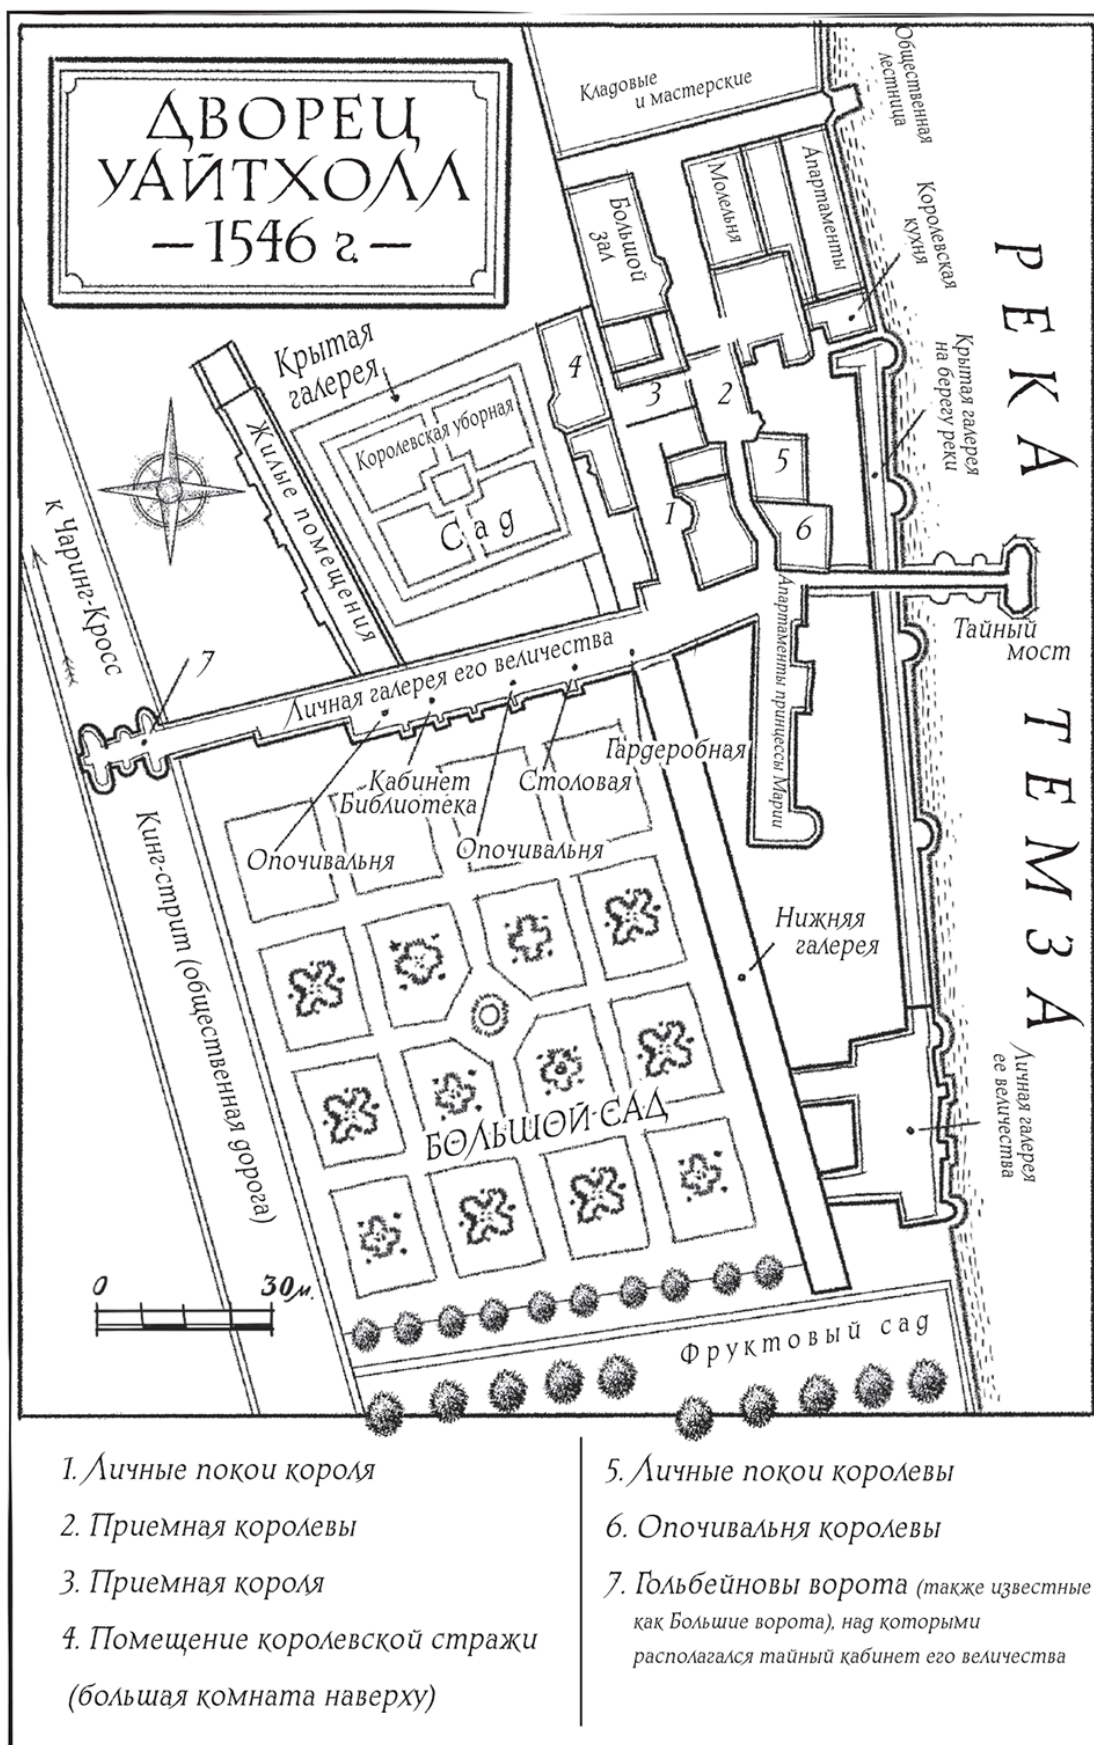 ДВОРЕЦ
УАЙТХОЛЛ
— 1546 г. —
Кладовые
и мастерские
Общественная
лестница
Большой
зал
Молельня
Апартаменты
Королевская
кухня
РЕКА ТЕМЗА
Крытая
галерея
Крытая галерея
на берегу реки
4
3
2
Королевская уборная
Жилые помещения
Сад
5
1
6
к Чаринг-Кросс
Тайный
мост
7
Личная галерея его величества
Апартаменты принцессы Марии
Гардеробная
Кабинет
Библиотека
Столовая
Опочивальня
Опочивальня
Кинг-стрит (общественная дорога)
Нижняя
галерея
Личная галерея
ее величества
БОЛЬШОЙ САД
0 30м.
Фруктовый сад
1. Личные покои короля
2. Приемная королевы
3. Приемная короля
4. Помещение королевской стражи
(большая комната наверху)
5. Личные покои королевы
6. Опочивальня королевы
7. Гольбейновы ворота (также известные
как Большие ворота), над которыми
располагался тайный кабинет его величества